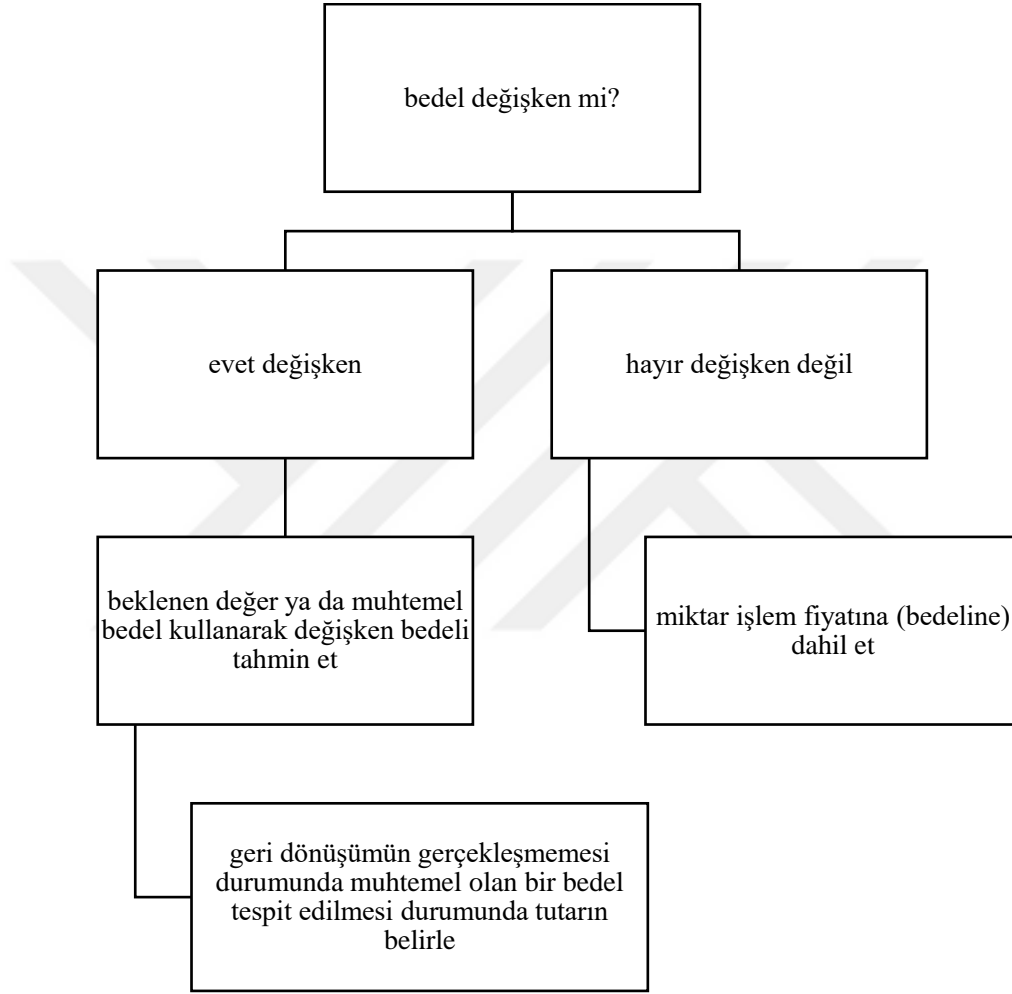 bedel değişken mi?
evet değişken
hayır değişken değil
beklenen değer ya da muhtemel
bedel kullanarak değişken bedeli
tahmin et
miktar işlem fiyatına (bedeline)
dahil et
geri dönüşümün gerçekleşmemesi
durumunda muhtemel olan bir bedel
tespit edilmesi durumunda tutarın
belirle